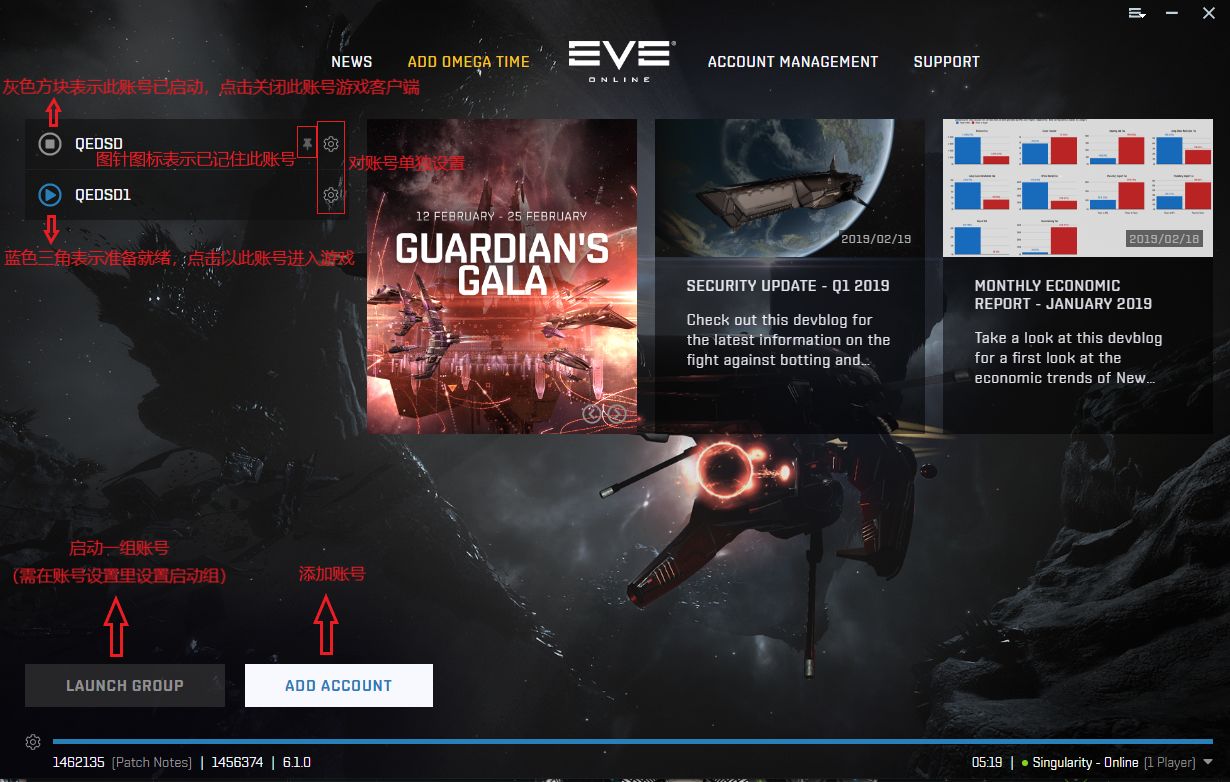 NEWS
ADD OMEGA TIME
EVE
ONLINE
ACCOUNT MANAGEMENT
SUPPORT
灰色方块表示此账号已启动，点击关闭此账号游戏客户端
QEDSD
图针图标表示已记住此账号
对账号单独设置
QEDSD1
蓝色三角表示准备就绪，点击以此账号进入游戏
12 FEBRUARY - 25 FEBRUARY
GUARDIAN'S
GALA
2019/02/19
SECURITY UPDATE - Q1 2019
Check out this devblog for
the latest information on the
fight against botting and...
2019/02/18
MONTHLY ECONOMIC
REPORT - JANUARY 2019
Take a look at this devblog
for a first look at the
economic trends of New...
启动一组账号
（需在账号设置里设置启动组）
添加账号
LAUNCH GROUP
ADD ACCOUNT
1462135 [Patch Notes] | 1456374 | 6.1.0
05:19 | Singularity - Online [1 Player]